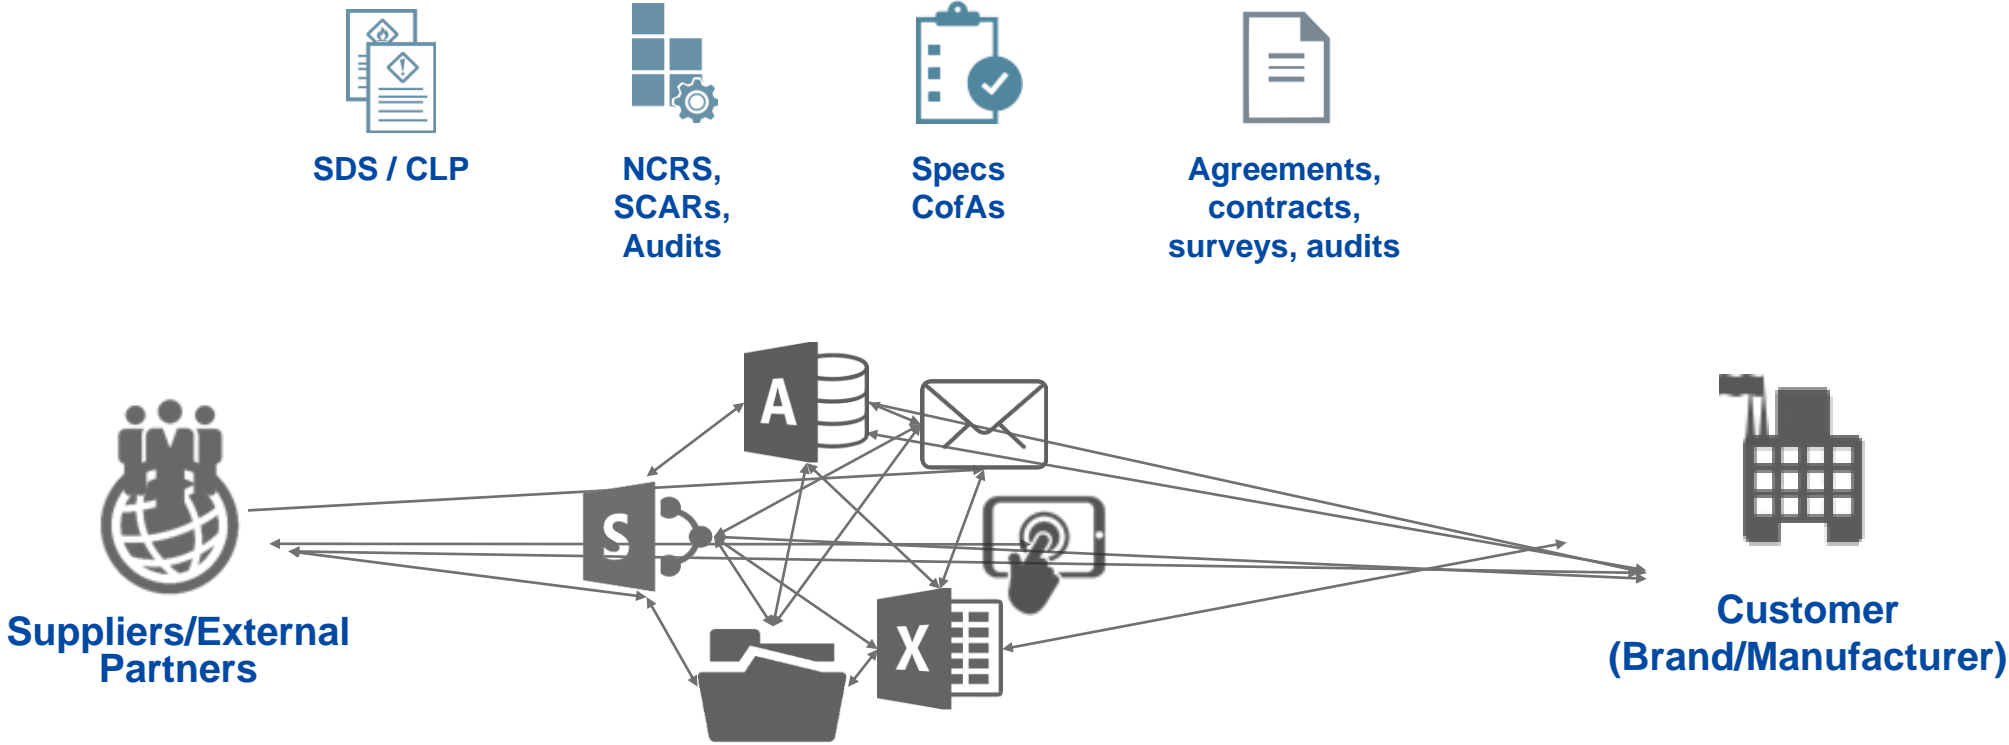 SDS / CLP
NCRS,
SCARs,
Audits
Specs
CofAs
Agreements,
contracts,
surveys, audits
A
S
X
Suppliers/External
Partners
Customer
(Brand/Manufacturer)